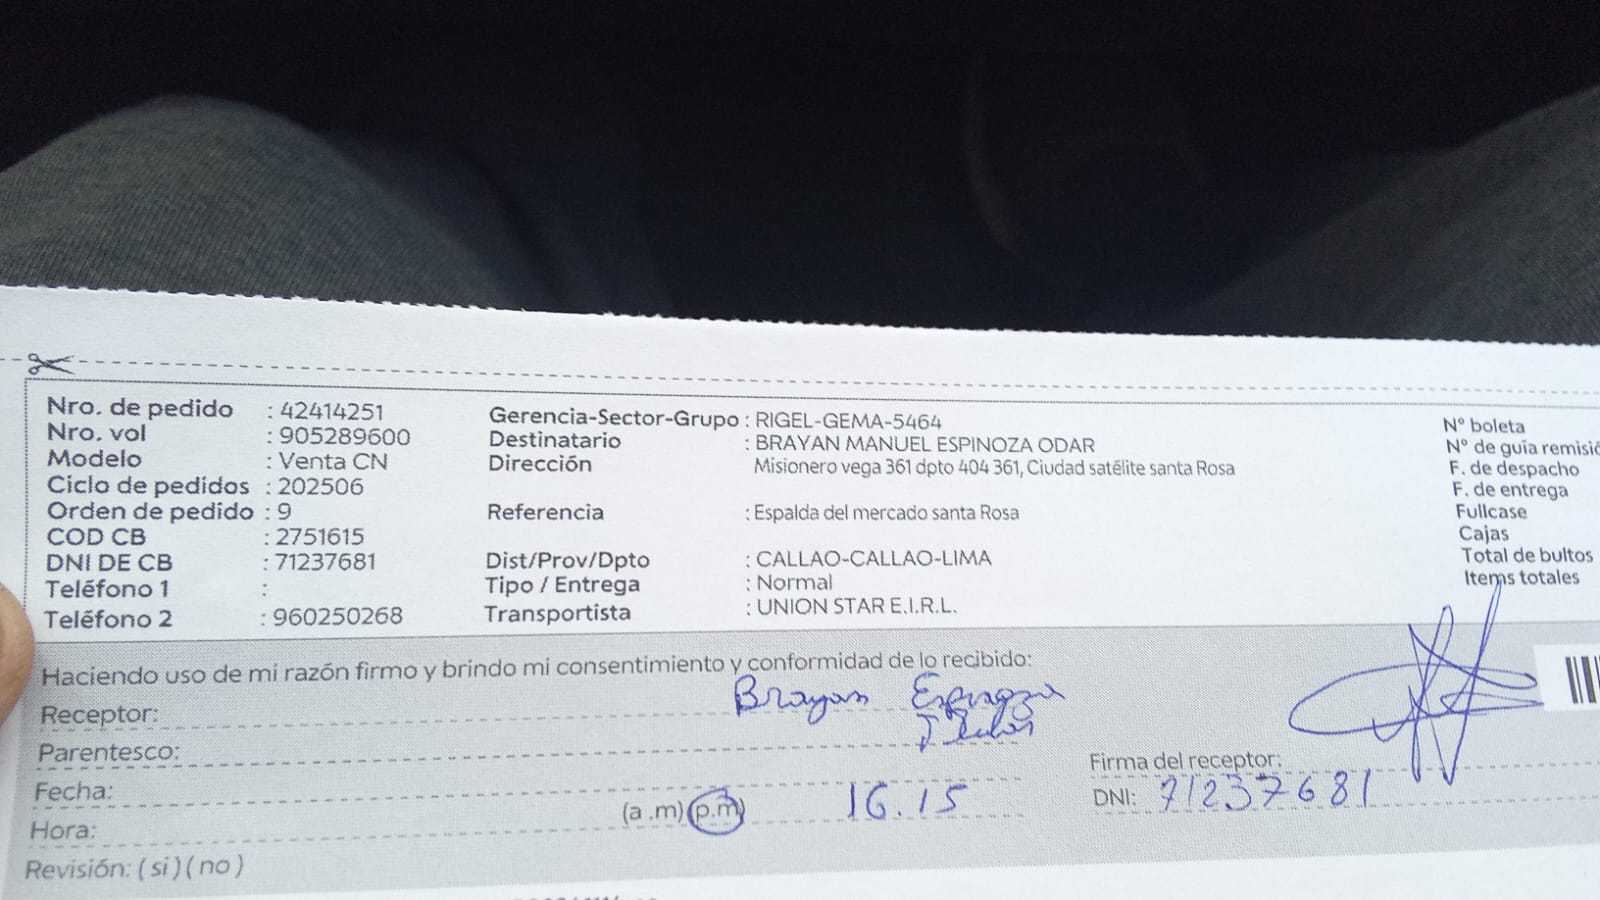 Nro. de pedido : 42414251 Gerencia-Sector-Grupo : RIGEL-GEMA-5464 N° boleta
Nro. vol : 905289600 Destinatario : BRAYAN MANUEL ESPINOZA ODAR N° de guia remisió
Modelo : Venta CN Dirección Misionero vega 361 dpto 404 361, Ciudad satélite santa Rosa F. de despacho
Ciclo de pedidos : 202506 F. de entrega
Orden de pedido : 9 Referencia : Espalda del mercado santa Rosa Fullcase
COD CB : 2751615 Cajas
DNI DE CB : 71237681 Dist/Prov/Dpto : CALLAO-CALLAO-LIMA Total de bultos
Teléfono 1 : Tipo / Entrega : Normal Items totales
Teléfono 2 : 960250268 Transportista : UNION STAR E.I.R.L.
Haciendo uso de mi razón firmo y brindo mi consentimiento y conformidad de lo recibido:
Receptor: Brayan Espinoza
Parentesco:
Firma del receptor:
Fecha:
DNI: 71237681
Hora: (a .m) (p.m) 16.15
Revisión: ( si ) ( no )